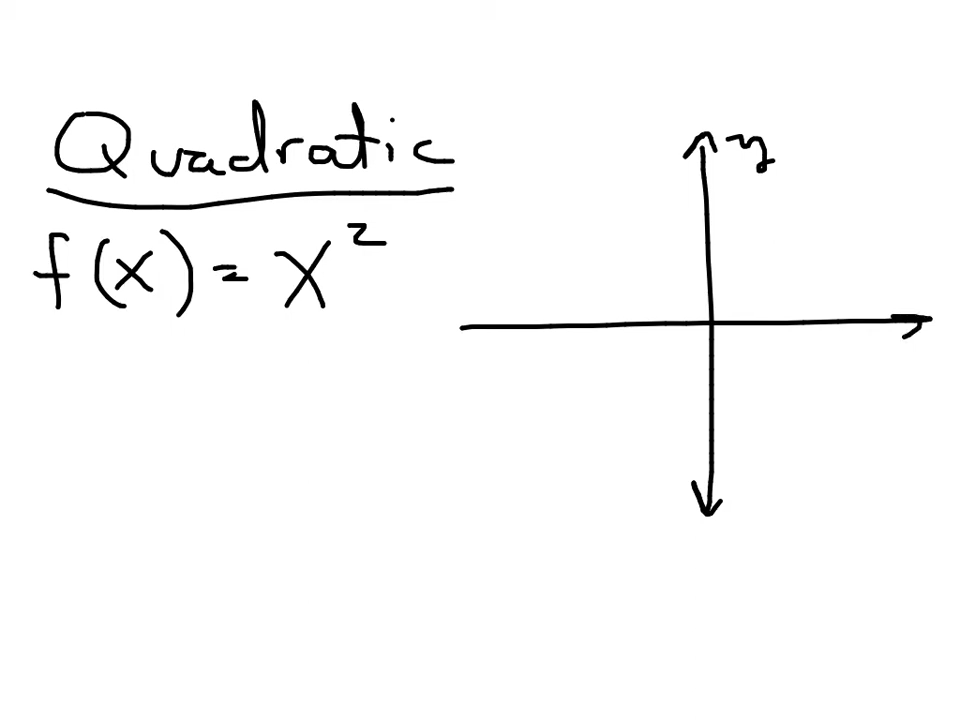 Quadratic
f(x) = x²
y